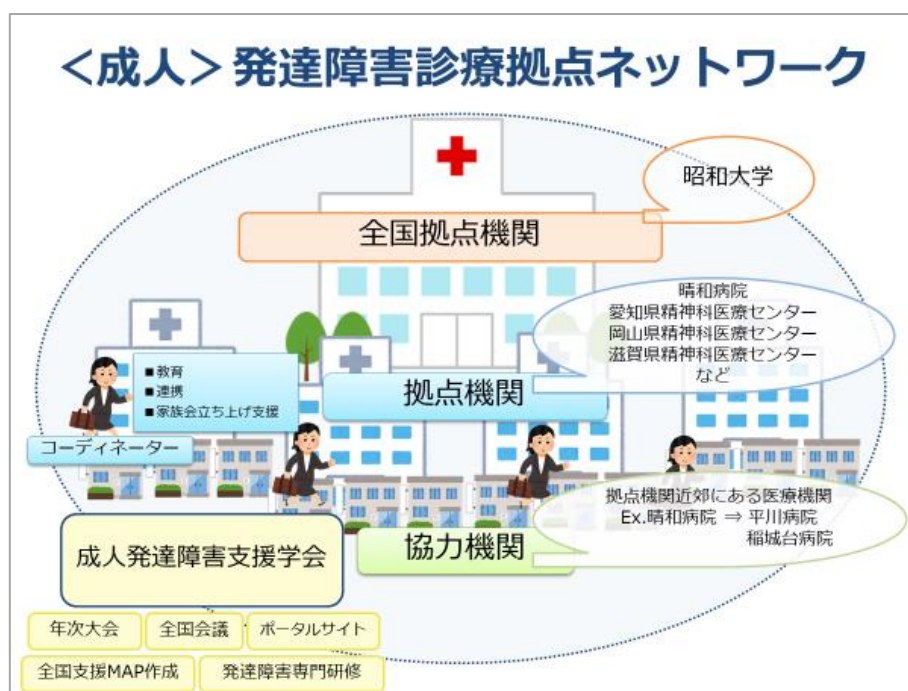 <成人>発達障害診療拠点ネットワーク
昭和大学
全国拠点機関
晴和病院
愛知県精神科医療センター
岡山県精神科医療センター
滋賀県精神科医療センター
など
■教育
■連携
■家族会立ち上げ支援
拠点機関
コーディネーター
拠点機関近郊にある医療機関
Ex.晴和病院 ⇒ 平川病院
稲城台病院
協力機関
成人発達障害支援学会
年次大会
全国会議
ポータルサイト
全国支援MAP作成
発達障害専門研修